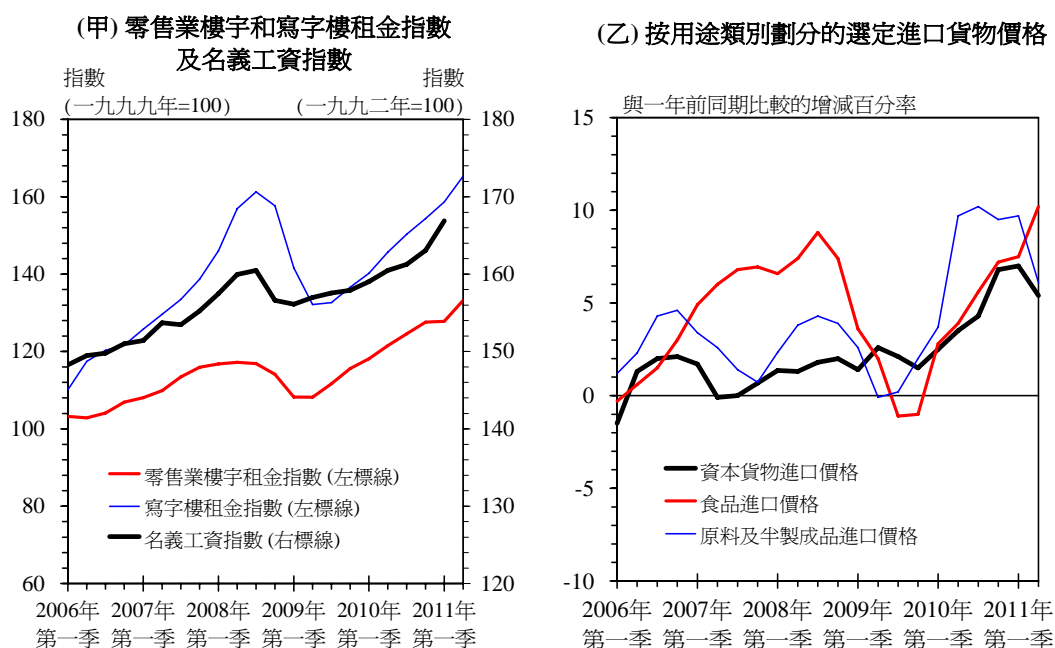 (甲) 零售業樓宇和寫字樓租金指數
及名義工資指數
指數
(一九九九年=100)
指數
(一九九二年=100)
180
160
140
120
100
80
60
180
170
160
150
140
130
120
零售業樓宇租金指數 (左標線)
寫字樓租金指數 (左標線)
名義工資指數 (右標線)
2006年 2007年 2008年 2009年 2010年 2011年
第一季 第一季 第一季 第一季 第一季 第一季
(乙) 按用途類別劃分的選定進口貨物價格
與一年前同期比較的增減百分率
15
10
5
0
-5
-10
資本貨物進口價格
食品進口價格
原料及半製成品進口價格
2006年 2007年 2008年 2009年 2010年 2011年
第一季 第一季 第一季 第一季 第一季 第一季